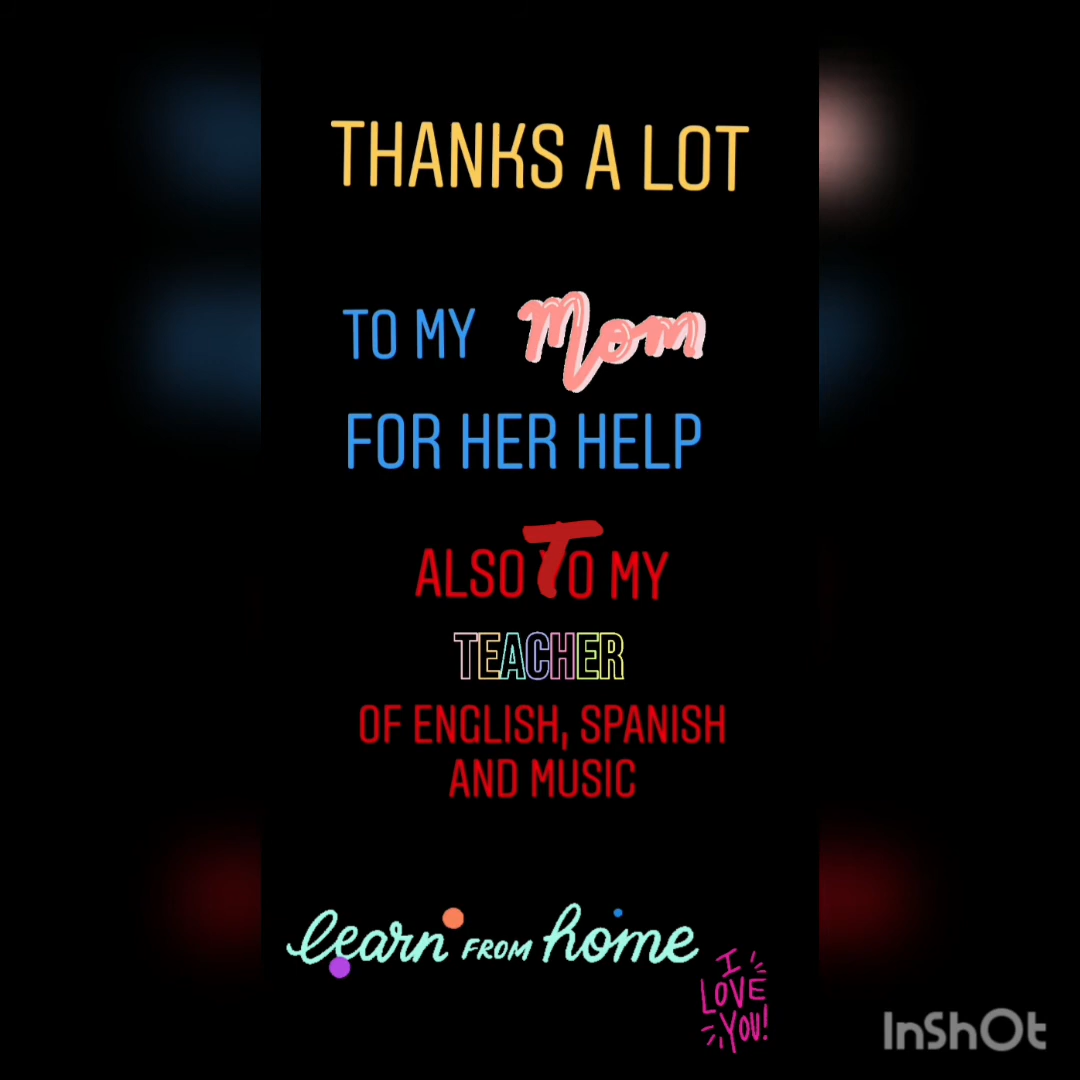 THANKS A LOT
TO MY Mom
FOR HER HELP
ALSO TO MY
TEACHER
OF ENGLISH, SPANISH
AND MUSIC
learn FROM home
I
LOVE
YOU!
InShOt